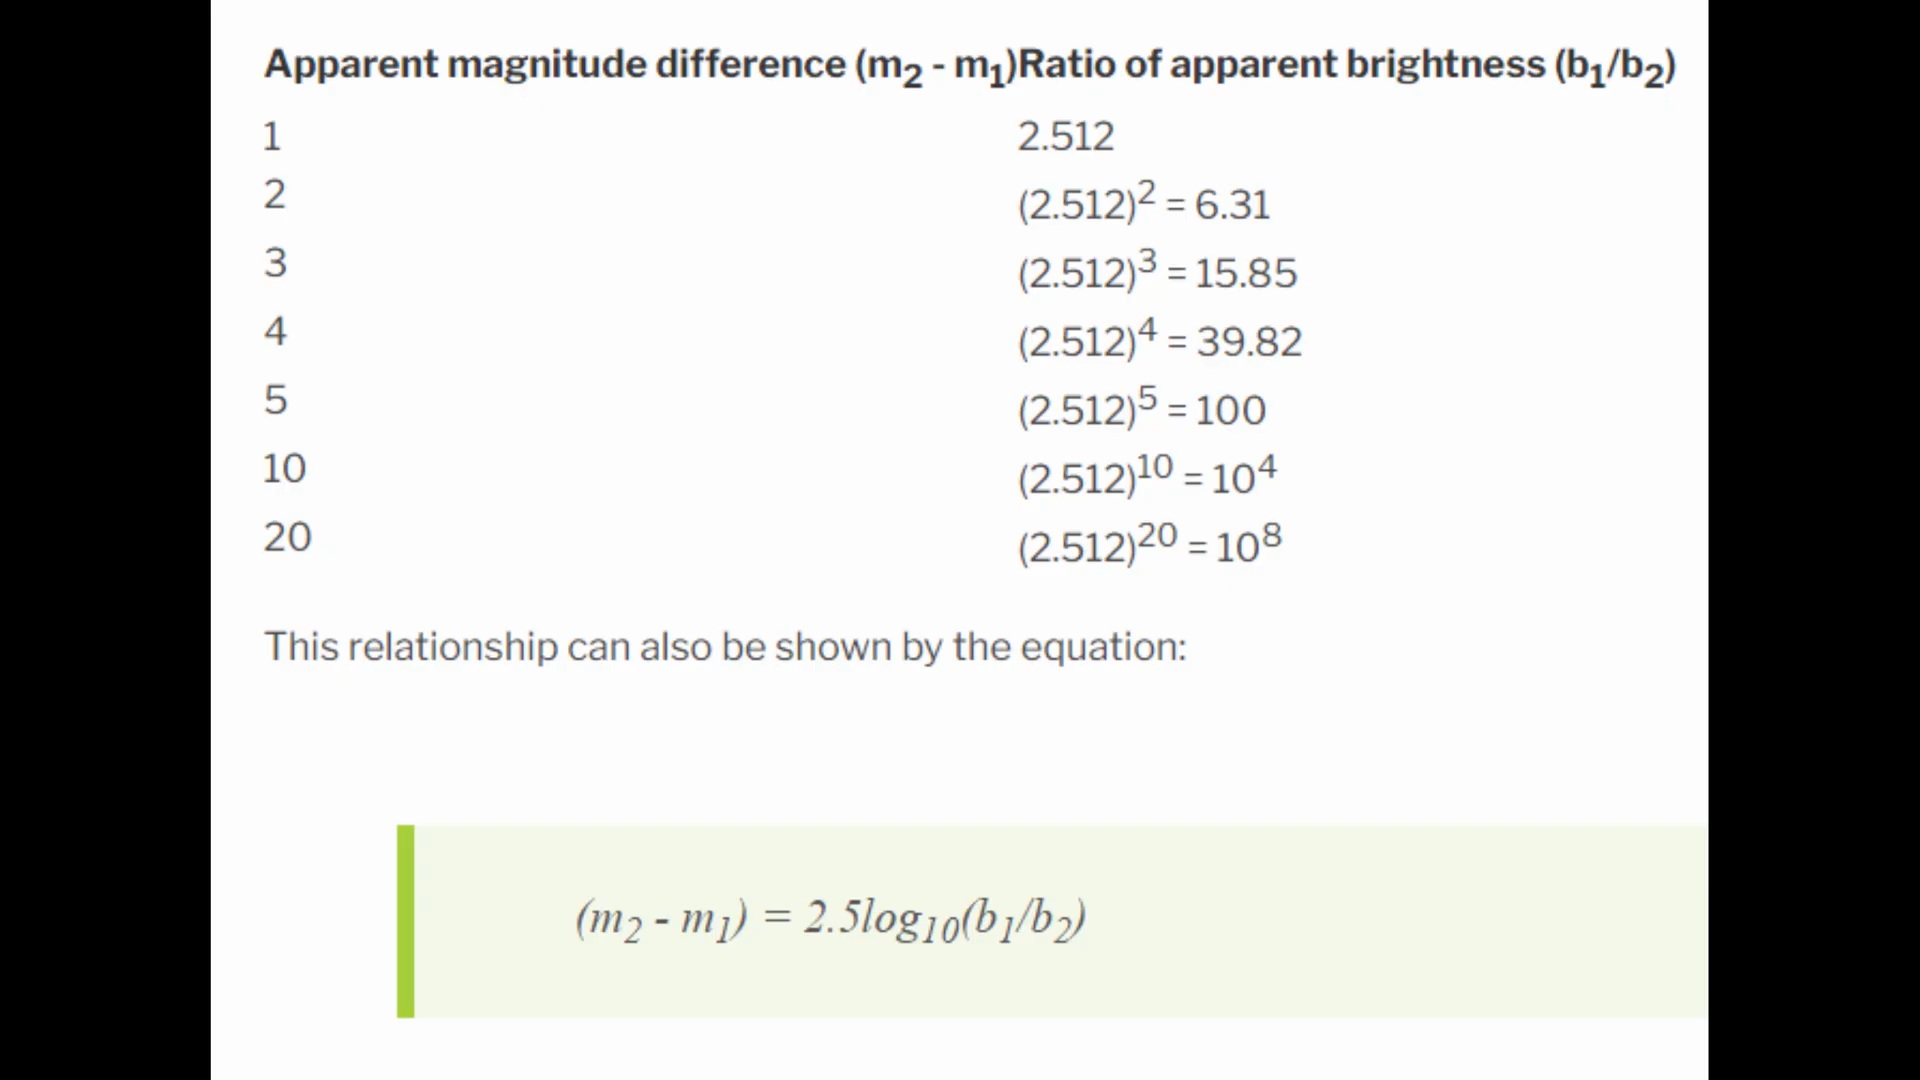 Apparent magnitude difference (m₂ - m₁) Ratio of apparent brightness (b₁/b₂)
1 2.512
2 (2.512)² = 6.31
3 (2.512)³ = 15.85
4 (2.512)⁴ = 39.82
5 (2.512)⁵ = 100
10 (2.512)¹⁰ = 10⁴
20 (2.512)²⁰ = 10⁸
This relationship can also be shown by the equation:
(m₂ - m₁) = 2.5log₁₀(b₁/b₂)